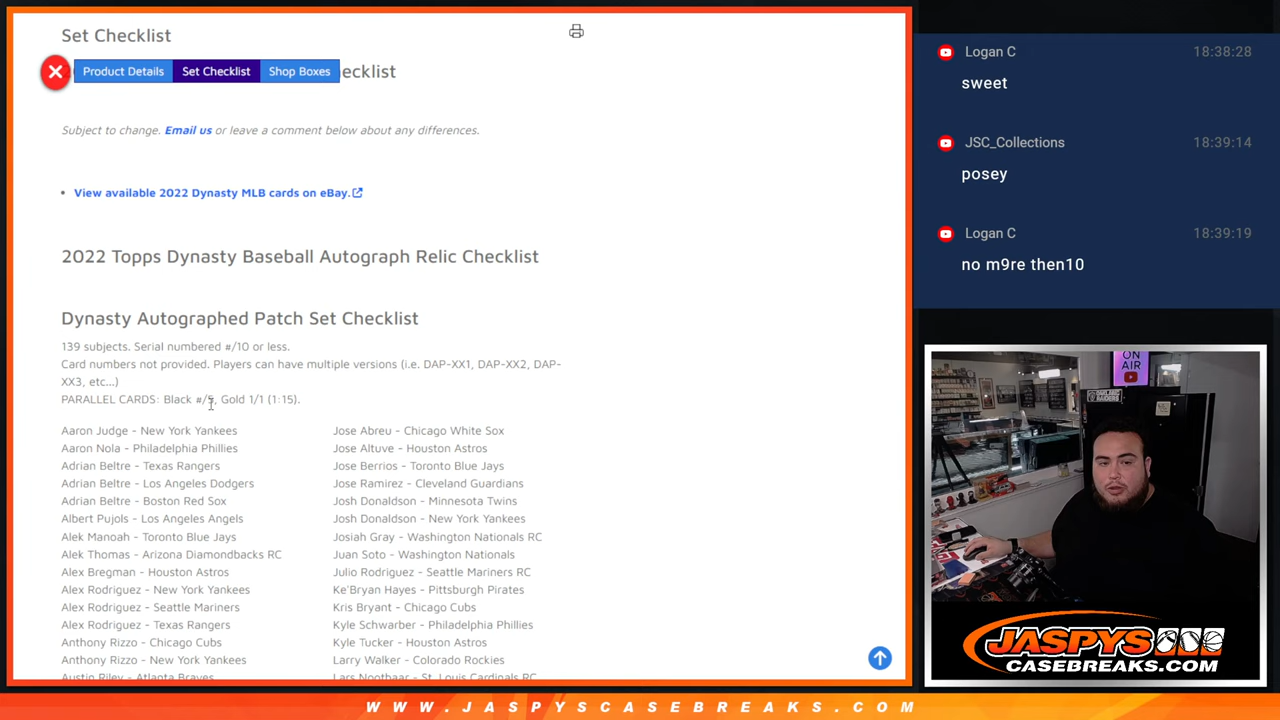 Set Checklist
Product Details Set Checklist Shop Boxes ecklist
Subject to change. Email us or leave a comment below about any differences.
• View available 2022 Dynasty MLB cards on eBay.
2022 Topps Dynasty Baseball Autograph Relic Checklist
Dynasty Autographed Patch Set Checklist
139 subjects. Serial numbered #/10 or less.
Card numbers not provided. Players can have multiple versions (i.e. DAP-XX1, DAP-XX2, DAP-
XX3, etc...)
PARALLEL CARDS: Black #/5, Gold 1/1 (1:15).
Aaron Judge - New York Yankees
Aaron Nola - Philadelphia Phillies
Adrian Beltre - Texas Rangers
Adrian Beltre - Los Angeles Dodgers
Adrian Beltre - Boston Red Sox
Albert Pujols - Los Angeles Angels
Alek Manoah - Toronto Blue Jays
Alek Thomas - Arizona Diamondbacks RC
Alex Bregman - Houston Astros
Alex Rodriguez - New York Yankees
Alex Rodriguez - Seattle Mariners
Alex Rodriguez - Texas Rangers
Anthony Rizzo - Chicago Cubs
Anthony Rizzo - New York Yankees
Austin Riley - Atlanta Braves
Jose Abreu - Chicago White Sox
Jose Altuve - Houston Astros
Jose Berrios - Toronto Blue Jays
Jose Ramirez - Cleveland Guardians
Josh Donaldson - Minnesota Twins
Josh Donaldson - New York Yankees
Josiah Gray - Washington Nationals RC
Juan Soto - Washington Nationals
Julio Rodriguez - Seattle Mariners RC
Ke'Bryan Hayes - Pittsburgh Pirates
Kris Bryant - Chicago Cubs
Kyle Schwarber - Philadelphia Phillies
Kyle Tucker - Houston Astros
Larry Walker - Colorado Rockies
Lars Nootbaar - St. Louis Cardinals RC
Logan C 18:38:28
sweet
JSC_Collections 18:39:14
posey
Logan C 18:39:19
no m9re then10
ON
AIR
RAIDERS
JASPYS
CASEBREAKS.COM
WWW.JASPYSCASEBREAKS.COM